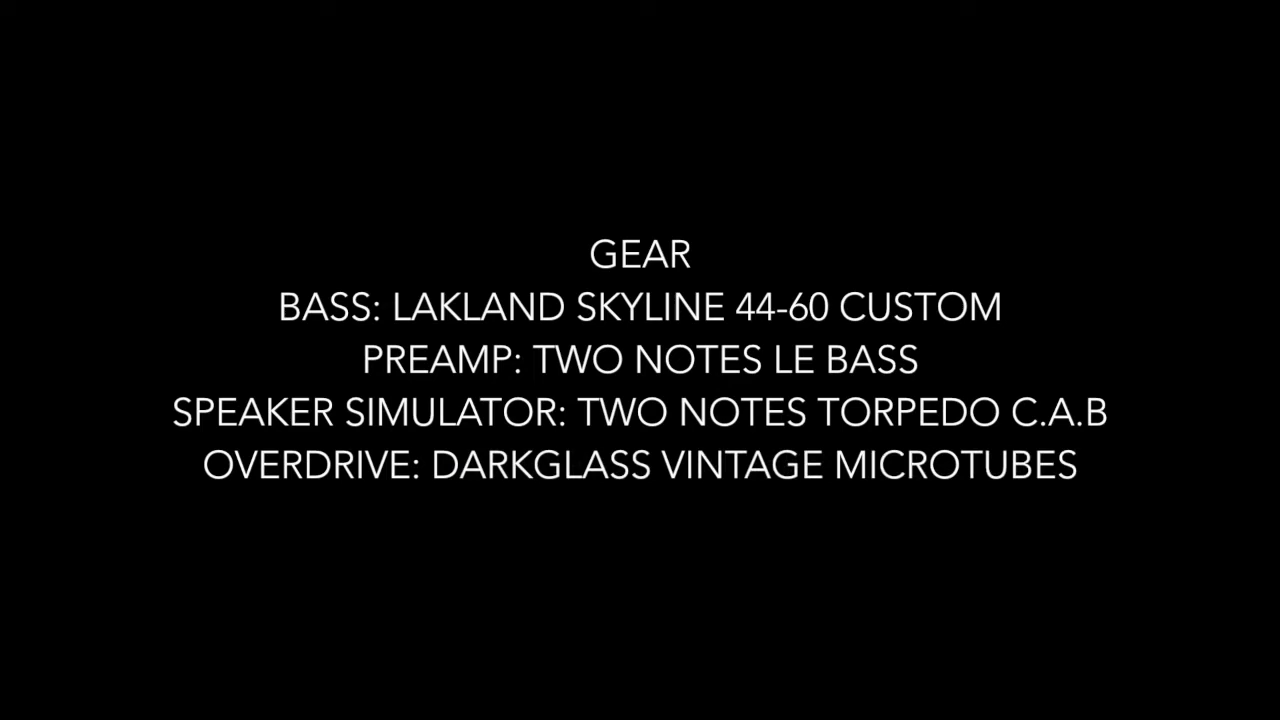 GEAR
BASS: LAKLAND SKYLINE 44-60 CUSTOM
PREAMP: TWO NOTES LE BASS
SPEAKER SIMULATOR: TWO NOTES TORPEDO C.A.B
OVERDRIVE: DARKGLASS VINTAGE MICROTUBES